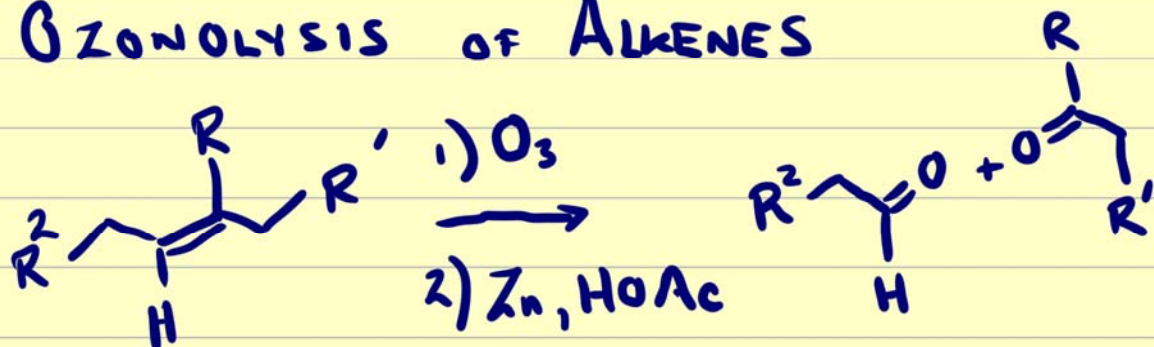 OZONOLYSIS OF ALKENES
R
R
R'
1) O3
R2
O + O
R2
R'
H
2) Zn, HOAc
H